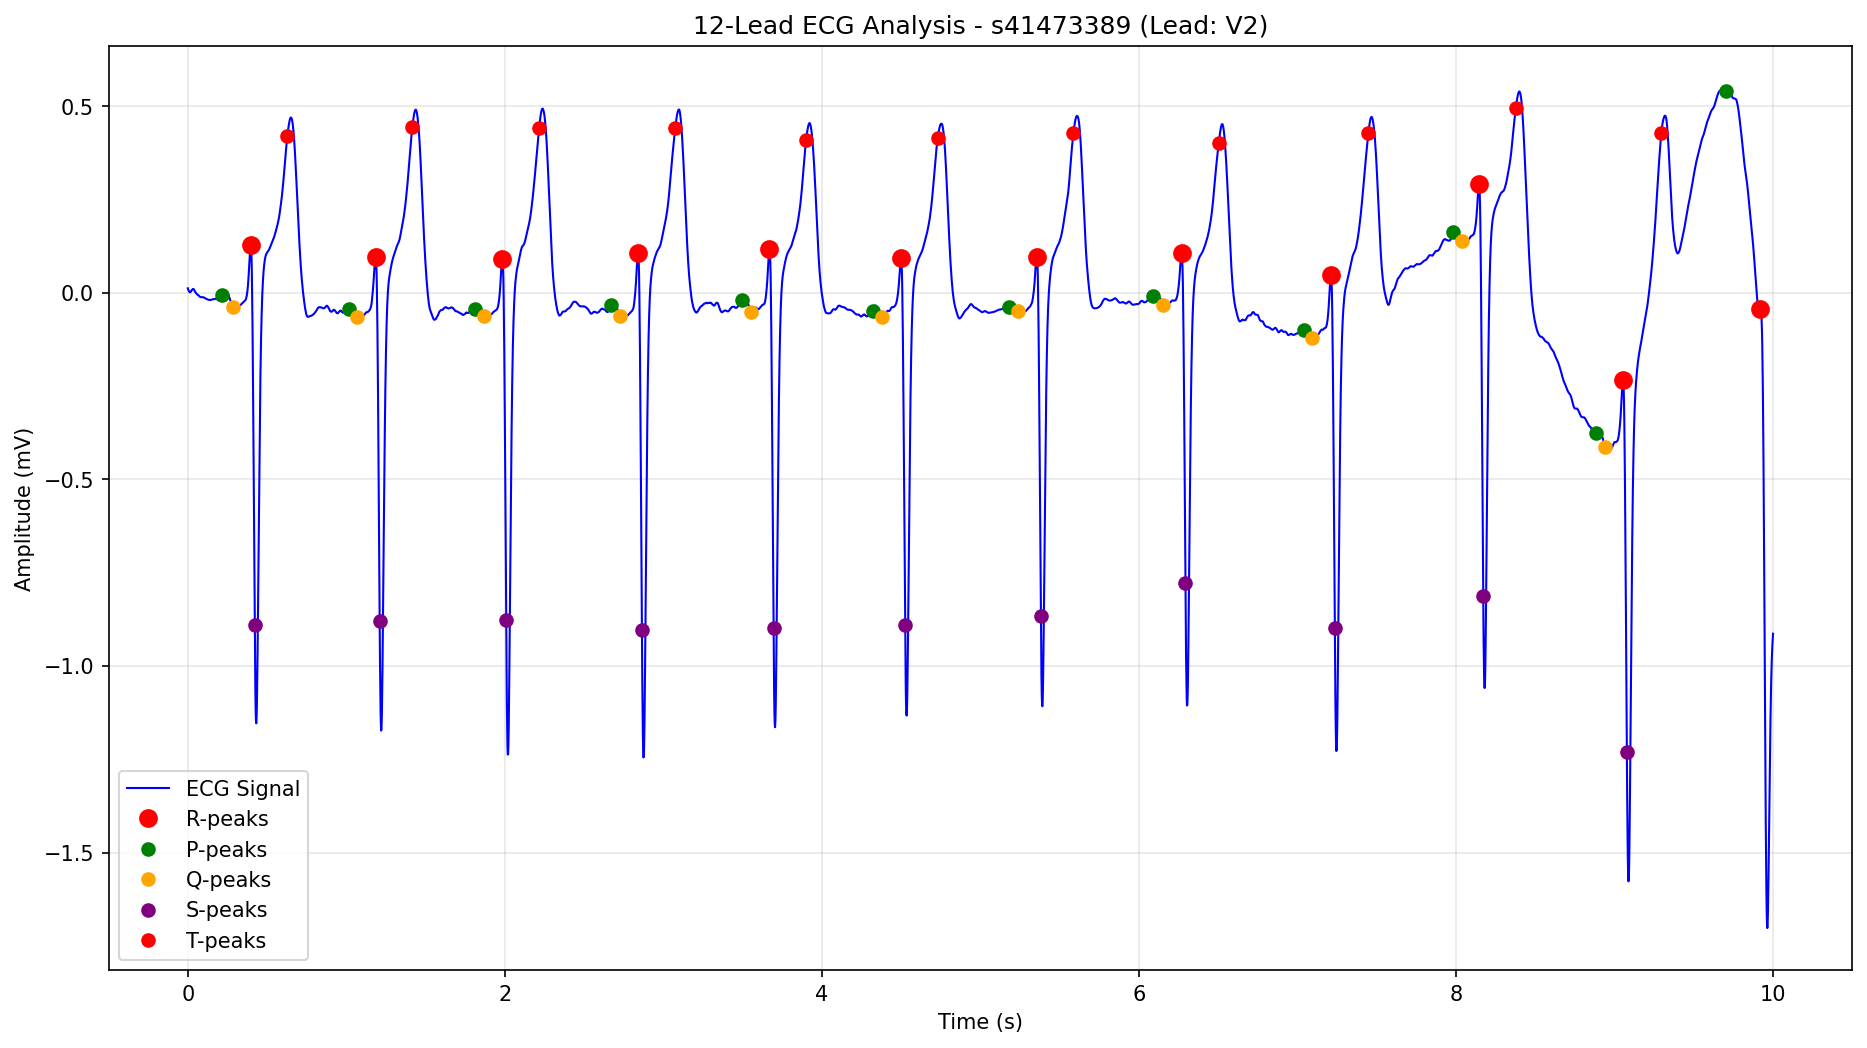 12-Lead ECG Analysis - s41473389 (Lead: V2)
Amplitude (mV)
0.5
0.0
−0.5
−1.0
−1.5
ECG Signal
R-peaks
P-peaks
Q-peaks
S-peaks
T-peaks
0 2 4 6 8 10
Time (s)